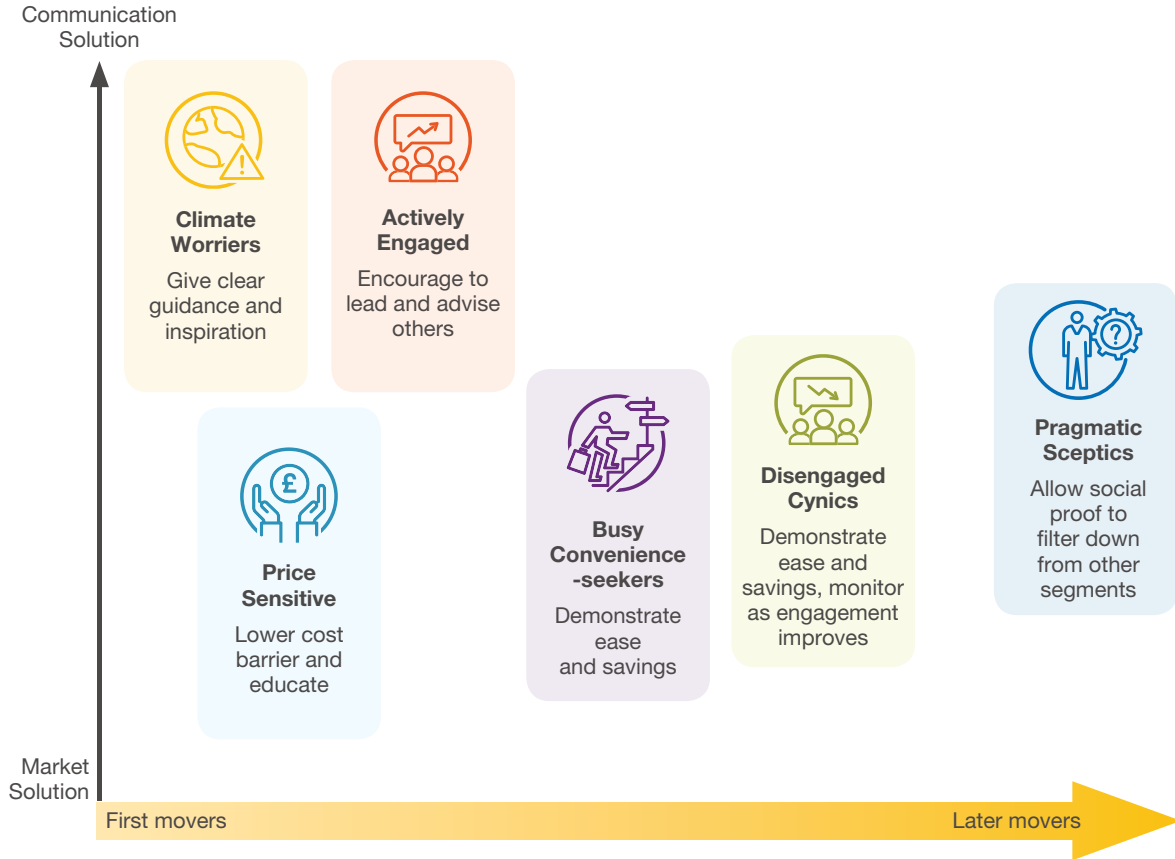 Communication
Solution
Climate
Worriers
Give clear
guidance and
inspiration
Actively
Engaged
Encourage to
lead and advise
others
£
Price
Sensitive
Lower cost
barrier and
educate
Busy
Convenience
-seekers
Demonstrate
ease
and savings
Disengaged
Cynics
Demonstrate
ease and
savings, monitor
as engagement
improves
?
Pragmatic
Sceptics
Allow social
proof to
filter down
from other
segments
Market
Solution
First movers
Later movers